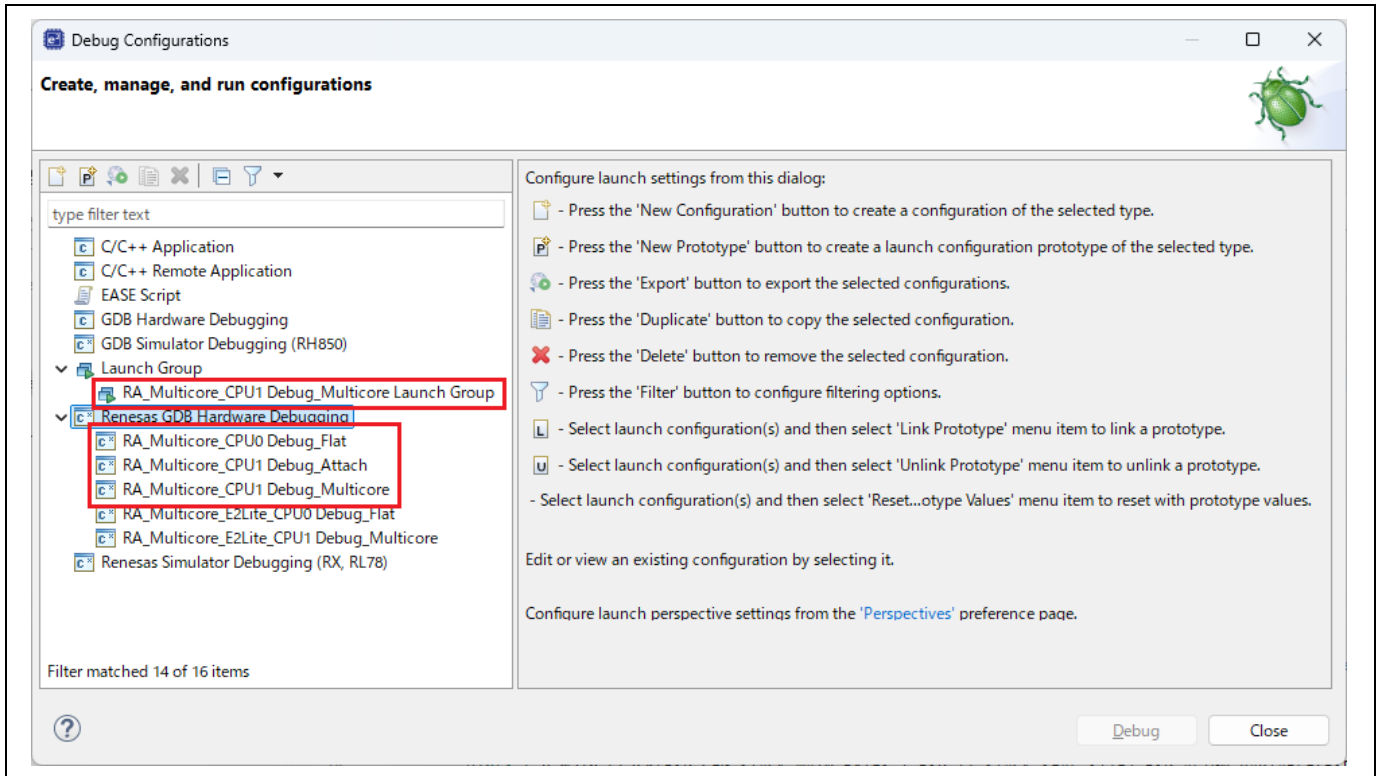 Debug Configurations
Create, manage, and run configurations
type filter text
C/C++ Application
C/C++ Remote Application
EASE Script
GDB Hardware Debugging
GDB Simulator Debugging (RH850)
Launch Group
RA_Multicore_CPU1 Debug_Multicore Launch Group
Renesas GDB Hardware Debugging
RA_Multicore_CPU0 Debug_Flat
RA_Multicore_CPU1 Debug_Attach
RA_Multicore_CPU1 Debug_Multicore
RA_Multicore_E2Lite_CPU0 Debug_Flat
RA_Multicore_E2Lite_CPU1 Debug_Multicore
Renesas Simulator Debugging (RX, RL78)
Filter matched 14 of 16 items
Configure launch settings from this dialog:
- Press the 'New Configuration' button to create a configuration of the selected type.
- Press the 'New Prototype' button to create a launch configuration prototype of the selected type.
- Press the 'Export' button to export the selected configurations.
- Press the 'Duplicate' button to copy the selected configuration.
- Press the 'Delete' button to remove the selected configuration.
- Press the 'Filter' button to configure filtering options.
- Select launch configuration(s) and then select 'Link Prototype' menu item to link a prototype.
- Select launch configuration(s) and then select 'Unlink Prototype' menu item to unlink a prototype.
- Select launch configuration(s) and then select 'Reset...otype Values' menu item to reset with prototype values.
Edit or view an existing configuration by selecting it.
Configure launch perspective settings from the 'Perspectives' preference page.
Debug
Close